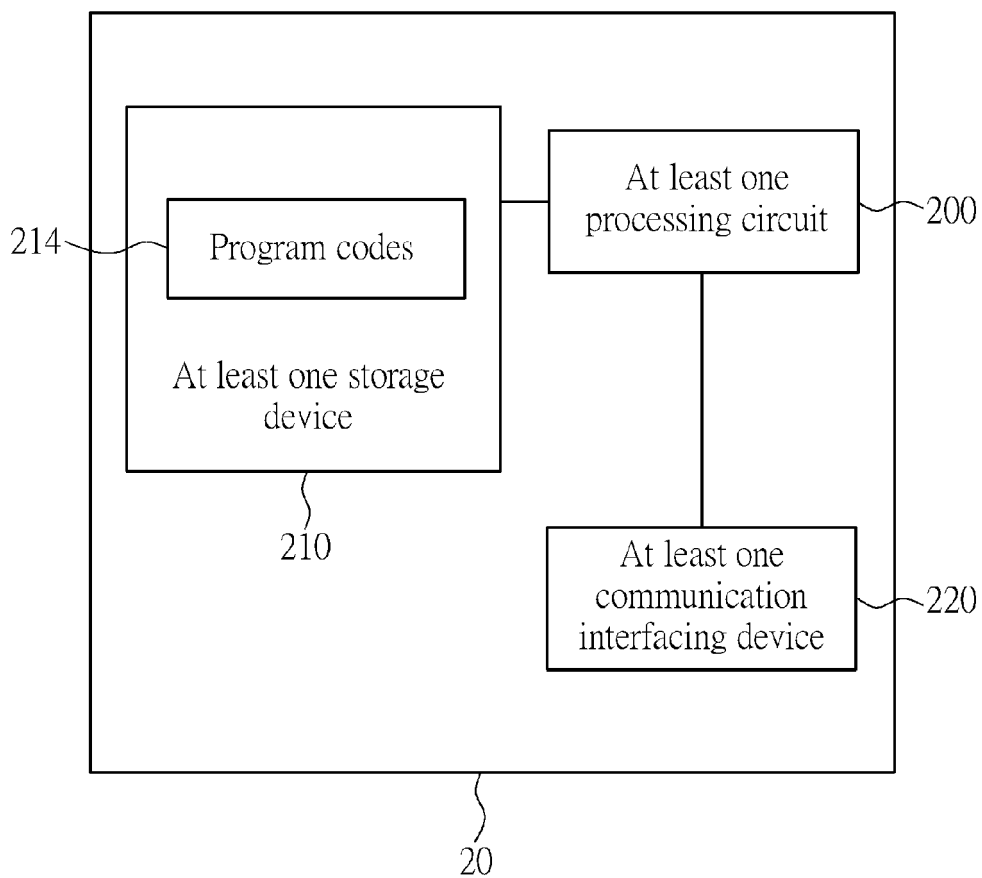 At least one
processing circuit
200
214
Program codes
At least one storage
device
210
At least one
communication
interfacing device
220
20